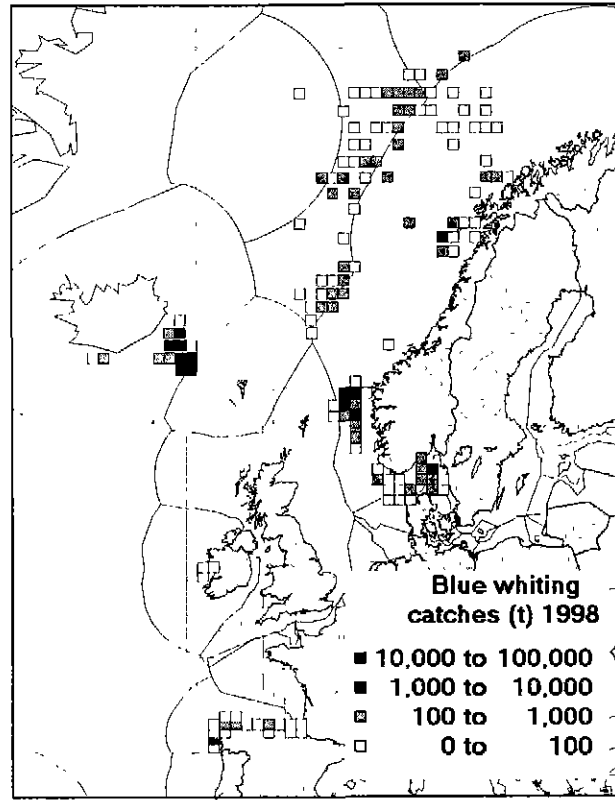 Blue whiting
catches (t) 1998
10,000 to 100,000
1,000 to 10,000
100 to 1,000
0 to 100